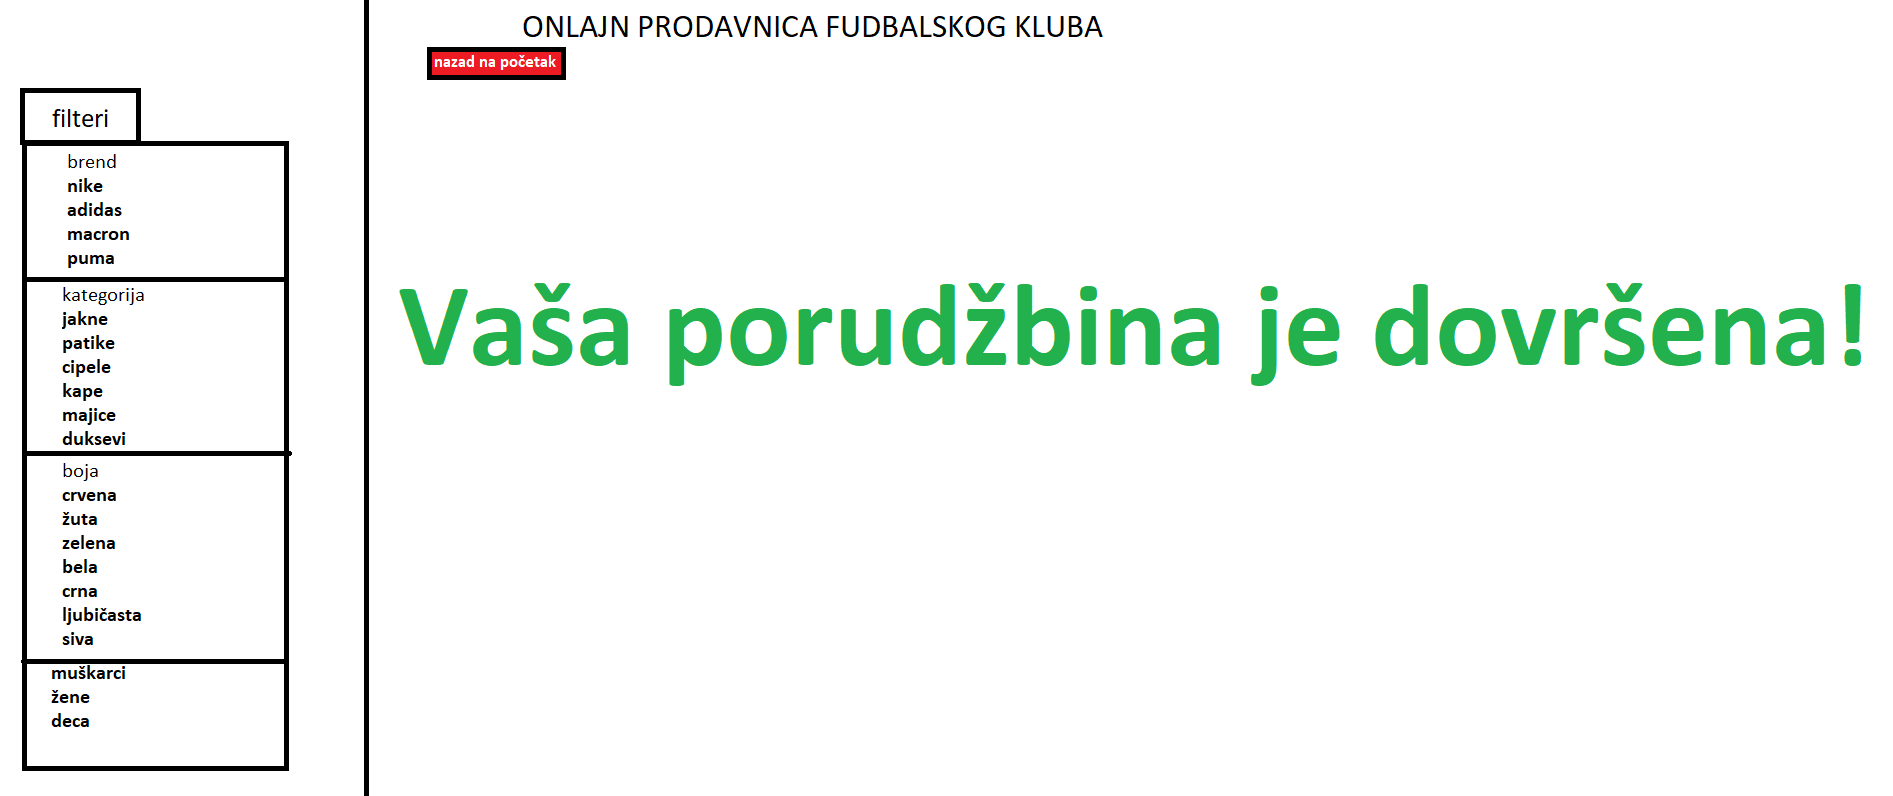 ONLAJN PRODAVNICA FUDBALSKOG KLUBA
nazad na početak
filteri
brend
nike
adidas
macron
puma
kategorija
jakne
patike
cipele
kape
majice
duksevi
boja
crvena
žuta
zelena
bela
crna
ljubičasta
siva
muškarci
žene
deca
Vaša porudžbina je dovršena!